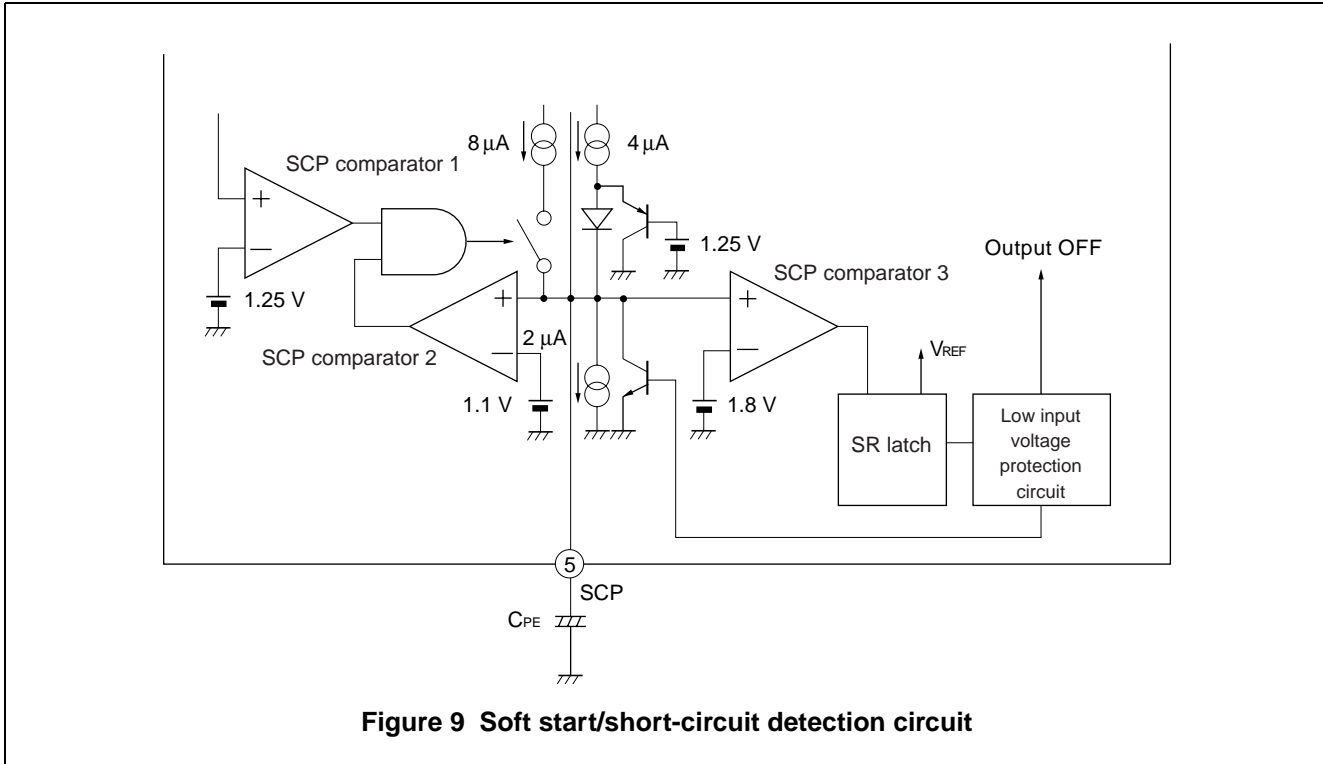 8 μA
4 μA
SCP comparator 1
+
−
1.25 V
1.25 V
SCP comparator 3
Output OFF
+
−
SCP comparator 2
2 μA
+
−
1.1 V
1.8 V
VREF
SR latch
Low input
voltage
protection
circuit
5
SCP
CPE
Figure 9 Soft start/short-circuit detection circuit